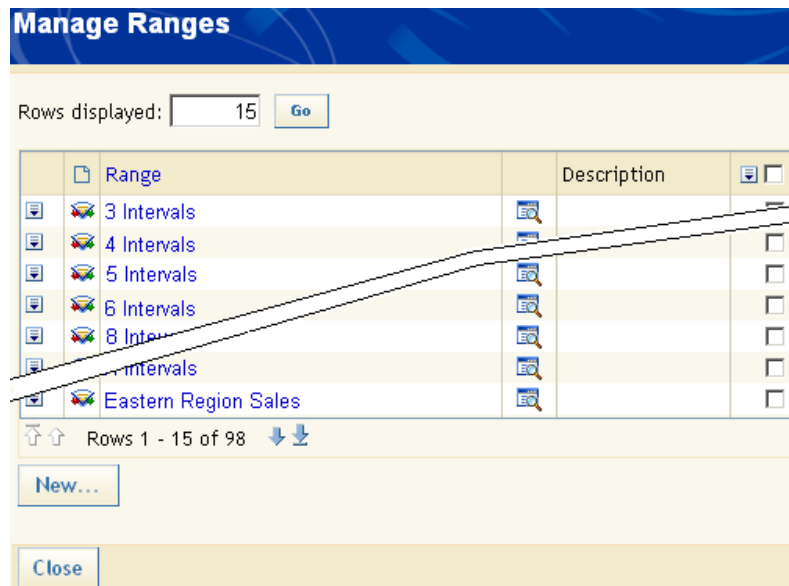 Manage Ranges
Rows displayed: 15 Go
Range Description
3 Intervals
4 Intervals
5 Intervals
6 Intervals
8
Intervals
Eastern Region Sales
Rows 1 - 15 of 98
New...
Close